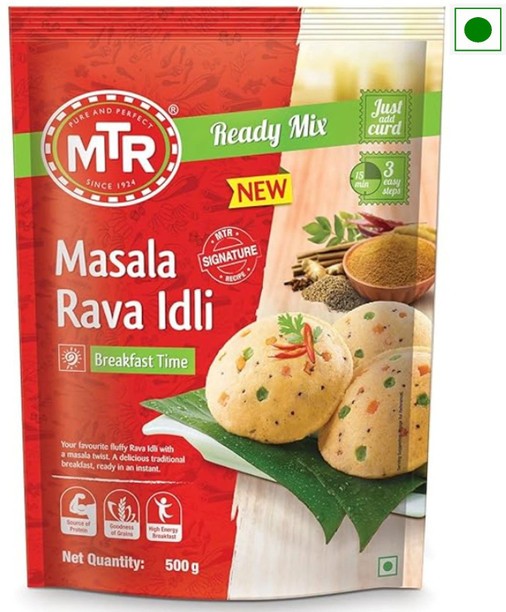 PURE AND PERFECT
MTR
®
SINCE 1924
Ready Mix
Just
add
curd
15
min
3
easy
steps
NEW
MTR
SIGNATURE
RECIPE
Masala
Rava Idli
Breakfast Time
Your favourite fluffy Rava Idli with
a masala twist. A delicious traditional
breakfast, ready in an instant.
Source of
Protein
Goodness
of Grains
High Energy
Breakfast
Net Quantity: 500 g